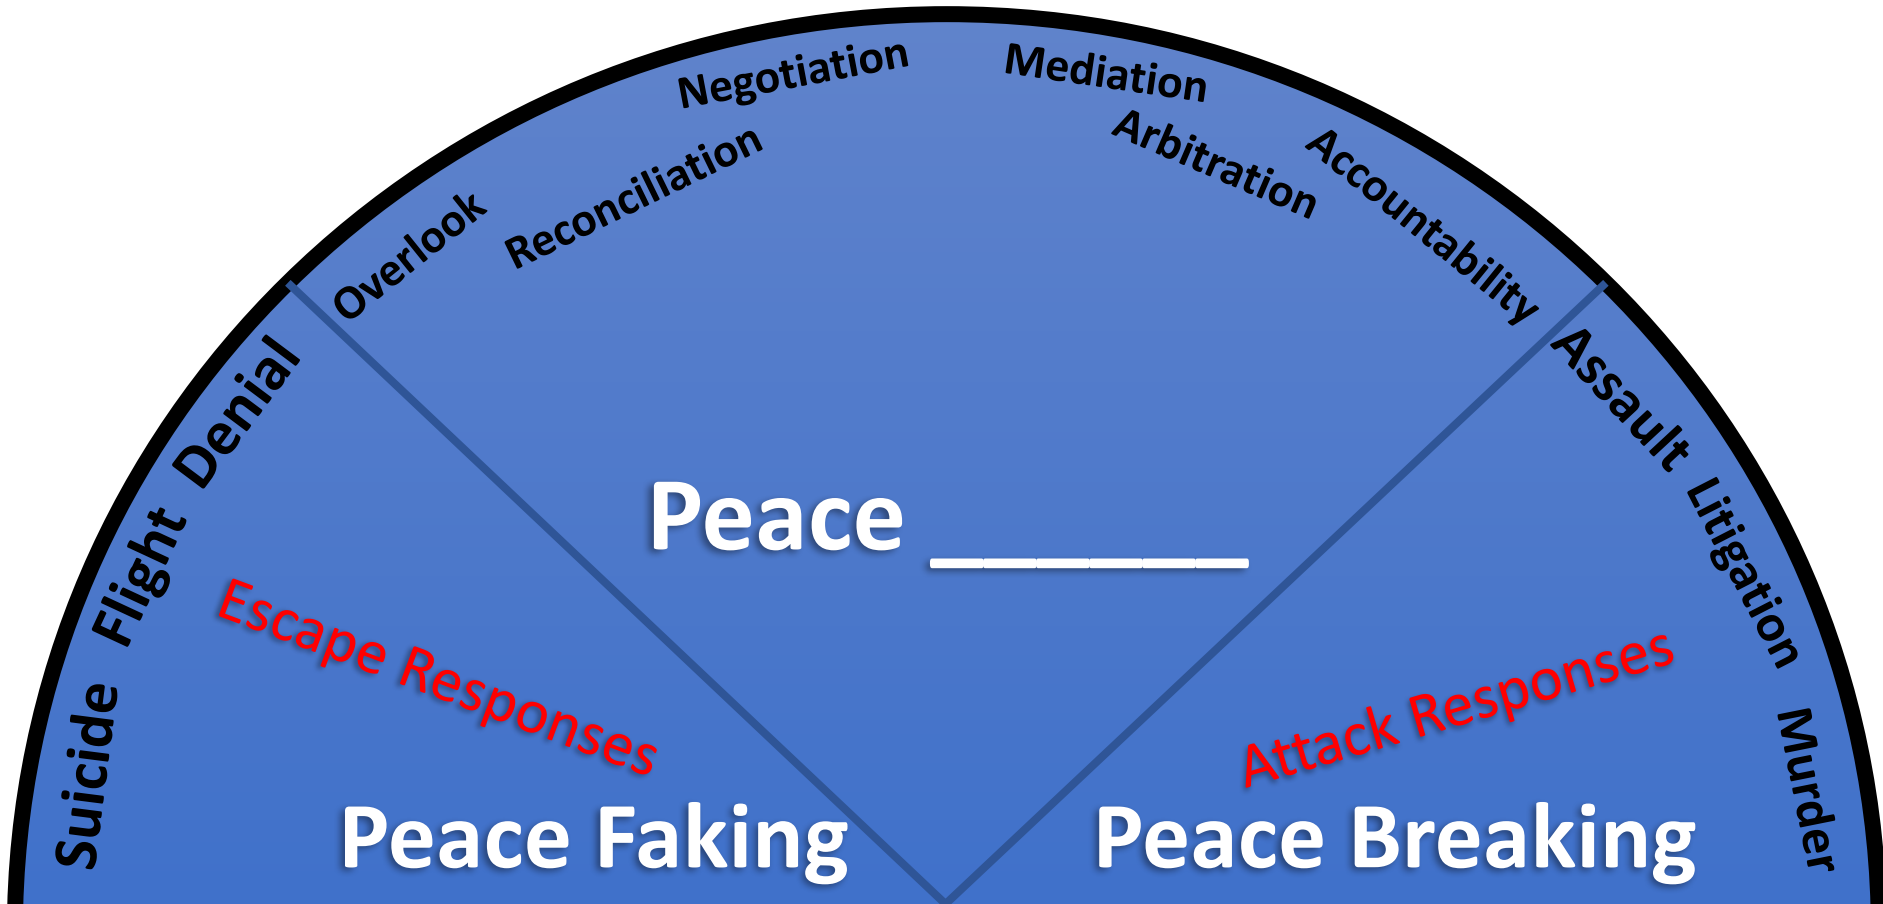 Negotiation
Mediation
Reconciliation
Arbitration
Overlook
Accountability
Denial
Assault
Flight
Litigation
Suicide
Murder
Peace ______
Escape Responses
Attack Responses
Peace Faking
Peace Breaking